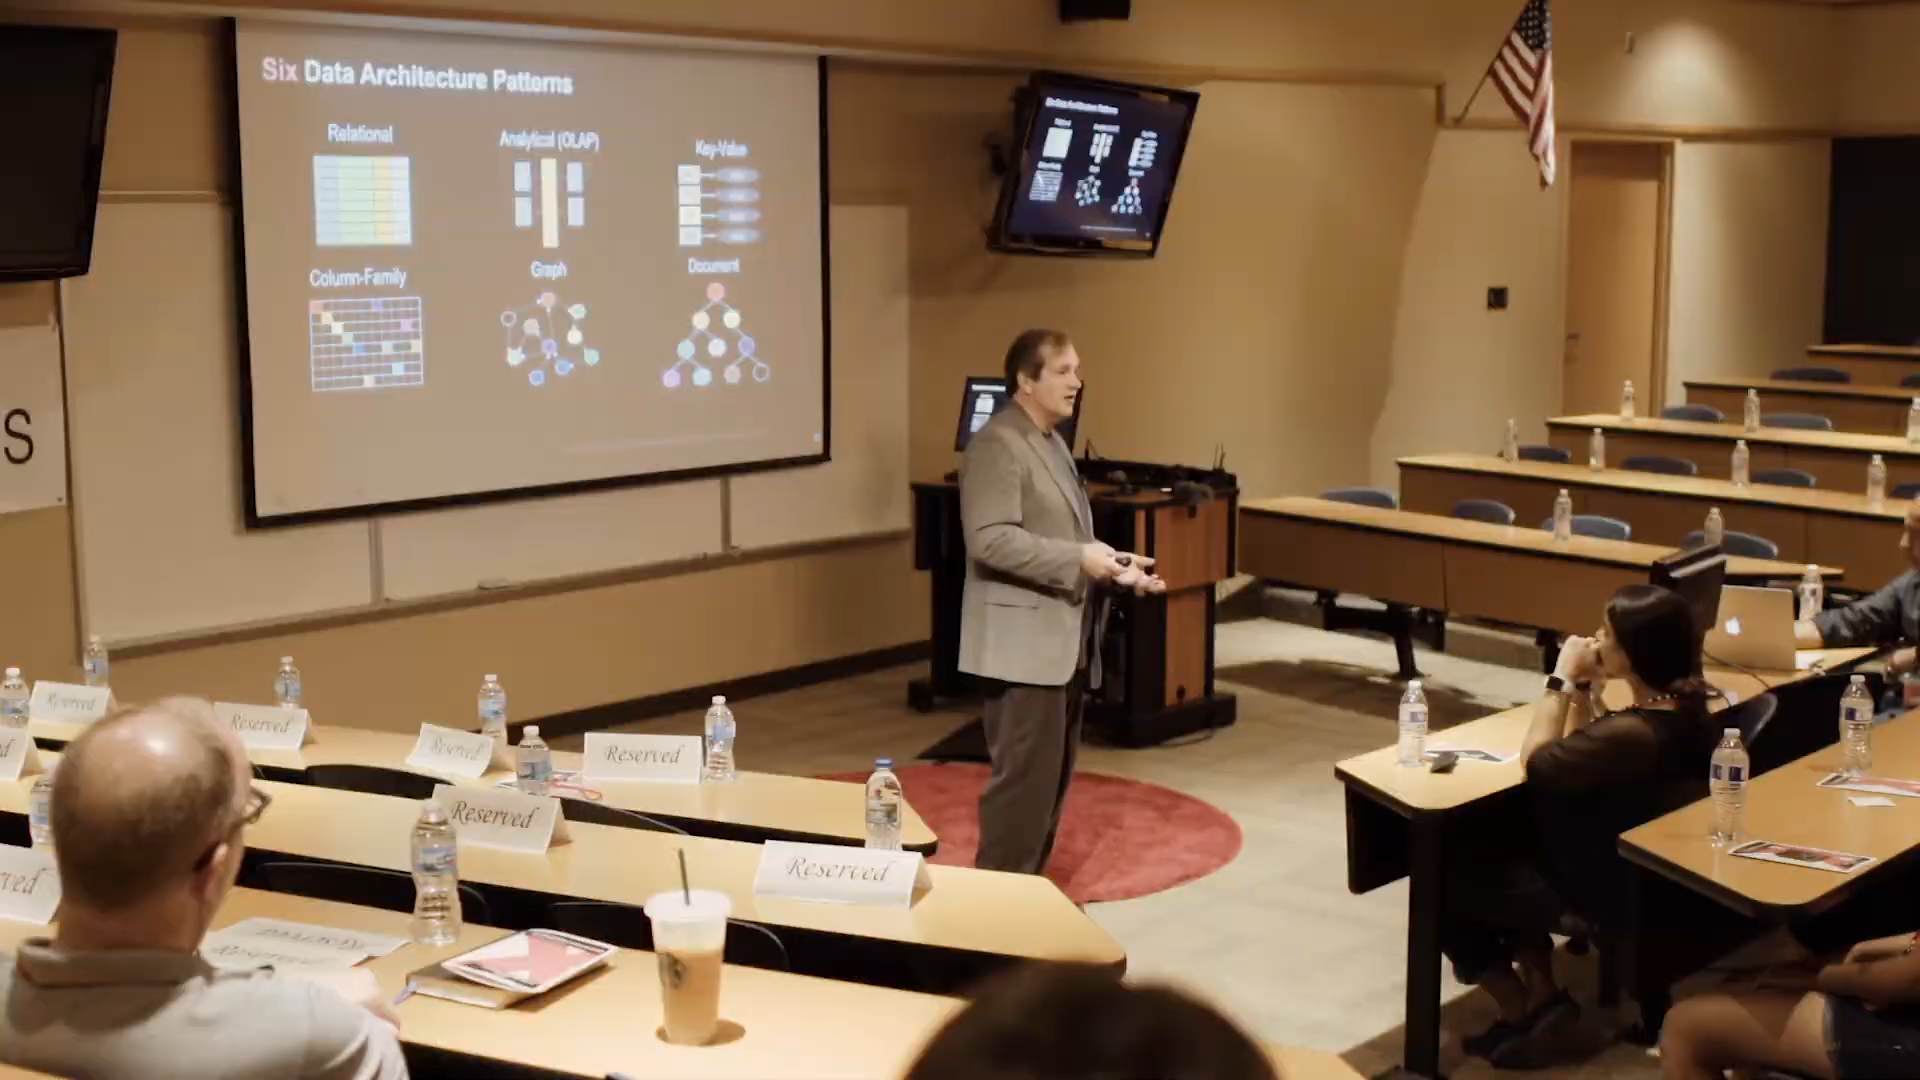 Six Data Architecture Patterns
Relational
Analytical (OLAP)
Key-Value
Column-Family
Graph
Document
S
Reserved
Reserved
Reserved
Reserved
Reserved
Reserved
Reserved